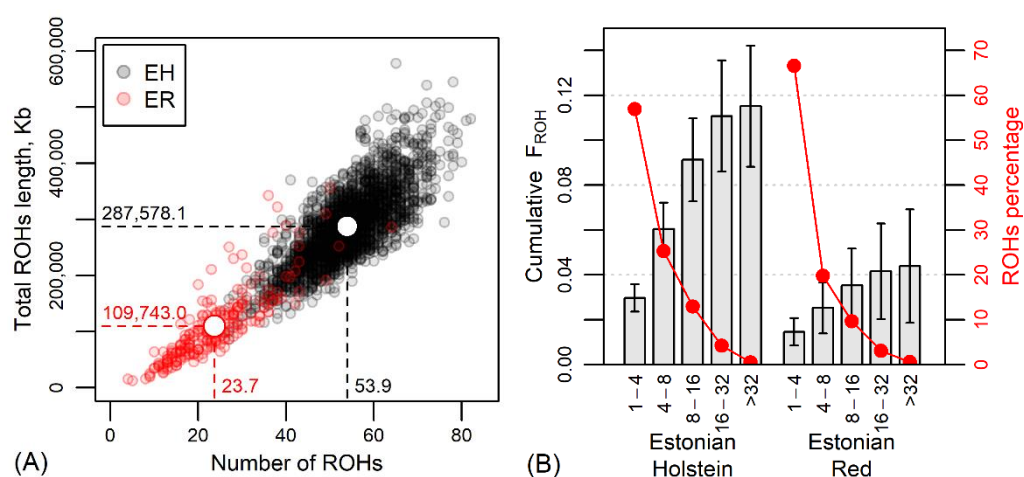 EH
ER
Total ROHs length, Kb
600,000
400,000
200,000
0
287,578.1
109,743.0
23.7
53.9
0
20
40
60
80
Number of ROHs
(A)
Cumulative F_ROH
0.12
0.08
0.04
0.00
ROHs percentage
70
60
50
40
30
20
10
0
1 – 4
4 – 8
8 – 16
16 – 32
>32
1 – 4
4 – 8
8 – 16
16 – 32
>32
Estonian
Holstein
Estonian
Red
(B)